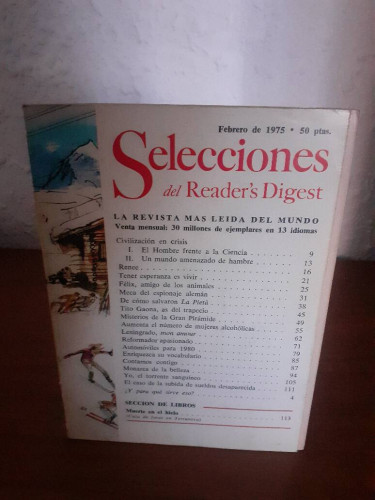 Febrero de 1975 • 50 ptas.
Selecciones
del Reader's Digest
LA REVISTA MAS LEIDA DEL MUNDO
Venta mensual: 30 millones de ejemplares en 13 idiomas
Civilización en crisis
I. El Hombre frente a la Ciencia . . . . . . 9
II. Un mundo amenazado de hambre . . . . . . 13
Renoz . . . . . . 16
Tener esperanza es vivir . . . . . . 21
Félix, amigo de los animales . . . . . . 25
Meca del espionaje alemán . . . . . . 31
De cómo salvaron La Pietà . . . . . . 38
Tito Gaona, as del trapecio . . . . . . 45
Misterios de la Gran Pirámide . . . . . . 49
Aumenta el número de mujeres alcohólicas . . . . . . 55
Leningrado, mon amour . . . . . . 62
Reformador apasionado . . . . . . 71
Automóviles para 1980 . . . . . . 79
Enriquezca su vocabulario . . . . . . 85
Contamos contigo . . . . . . 87
Monarca de la belleza . . . . . . 94
Yo, el torrente sanguíneo . . . . . . 105
El caso de la rubita de sueldos desaparecida . . . . . . 111
¿Y para qué sirve eso? 4
SECCION DE LIBROS
Muerte en el hielo . . . . . . 115